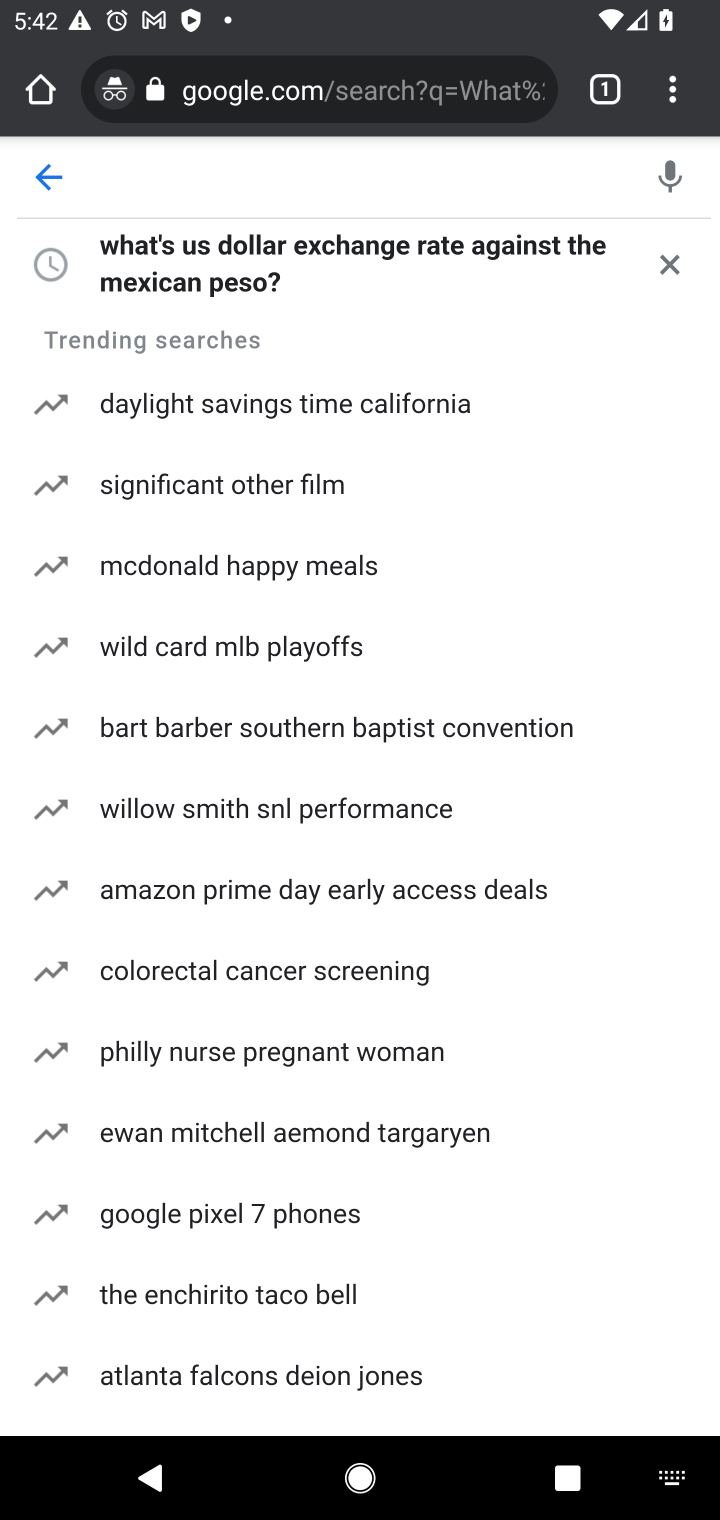 5:42
google.com/search?q=What%
1
what's us dollar exchange rate against the
mexican peso?
Trending searches
daylight savings time california
significant other film
mcdonald happy meals
wild card mlb playoffs
bart barber southern baptist convention
willow smith snl performance
amazon prime day early access deals
colorectal cancer screening
philly nurse pregnant woman
ewan mitchell aemond targaryen
google pixel 7 phones
the enchirito taco bell
atlanta falcons deion jones